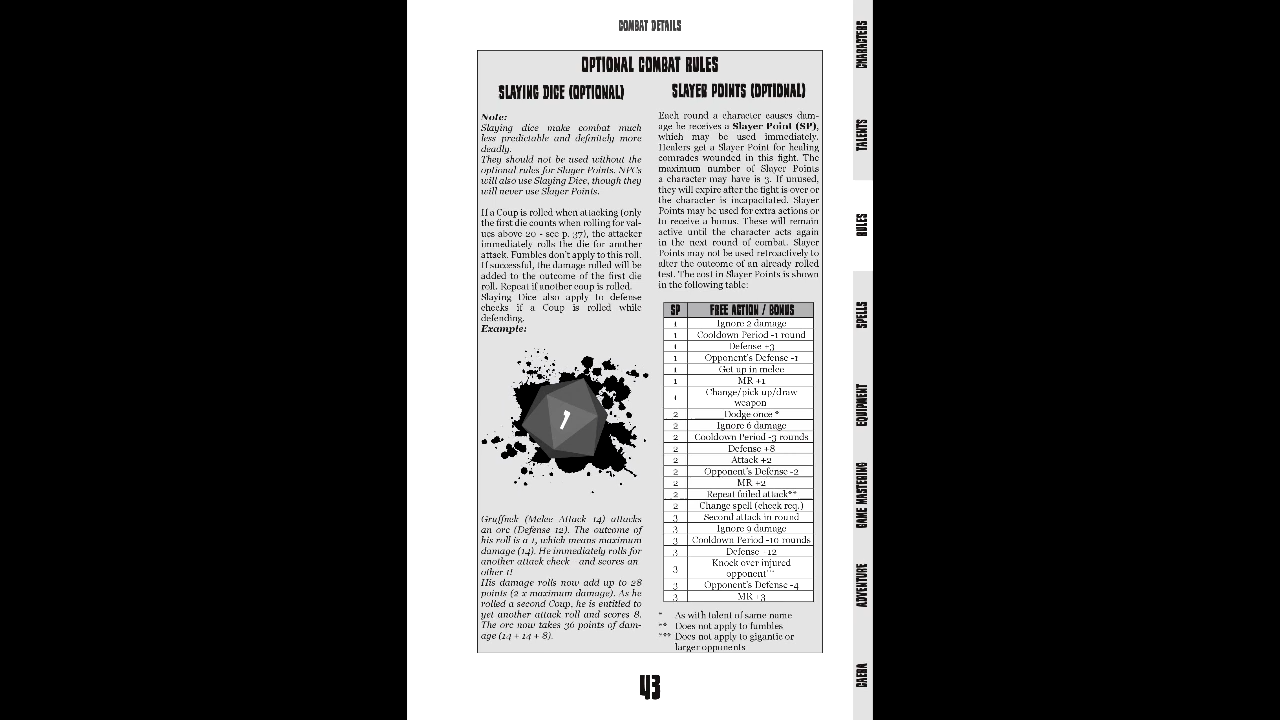 COMBAT DETAILS
OPTIONAL COMBAT RULES
SLAYING DICE (OPTIONAL)
Note:
Slaying dice make combat much
less predictable and definitely more
deadly.
They should not be used without the
optional rules for Slayer Points. NPCs
will also use Slaying Dice, though they
will never use Slayer Points.
If a Coup is rolled when attacking (only
the first die counts when rolling for val-
ues above 20 - see p. 37), the attacker
immediately rolls the die for another
attack. Fumbles don't apply to this roll.
If successful, the damage rolled will be
added to the outcome of the first die
roll. Repeat if another coup is rolled.
Slaying Dice also apply to defense
checks if a Coup is rolled while
defending.
Example:
1
Gruffneck (Melee Attack 14) attacks
an orc (Defense 12). The outcome of
his roll is a 1, which means maximum
damage (14). He immediately rolls for
another attack check and scores an-
other 1!
His damage rolls now add up to 28
points (2 x maximum damage). As he
rolled a second Coup, he is entitled to
yet another attack roll and scores 8.
The orc now takes 36 points of dam-
age (14 + 14 + 8).
SLAYER POINTS (OPTIONAL)
Each round a character causes dam-
age he receives a Slayer Point (SP),
which may be used immediately.
Healers get a Slayer Point for healing
comrades wounded in this fight. The
maximum number of Slayer Points
a character may have is 3. If unused,
they will expire after the fight is over or
the character is incapacitated. Slayer
Points may be used for extra actions or
to receive a bonus. These will remain
active until the character acts again
in the next round of combat. Slayer
Points may not be used retroactively to
alter the outcome of an already rolled
test. The cost in Slayer Points is shown
in the following table:
SP FREE ACTION / BONUS
1 Ignore 2 damage
1 Cooldown Period -1 round
1 Defense +3
1 Opponent's Defense -1
1 Get up in melee
1 MR +1
1 Change/pick up/draw
weapon
2 Dodge once *
2 Ignore 6 damage
2 Cooldown Period -3 rounds
2 Defense +8
2 Attack +2
2 Opponent's Defense -2
2 MR +2
2 Repeat failed attack**
2 Change spell (check req.)
3 Second attack in round
3 Ignore 9 damage
3 Cooldown Period -10 rounds
3 Defense +12
3 Knock over injured
opponent***
3 Opponent's Defense -4
3 MR +3
* As with talent of same name
** Does not apply to fumbles
*** Does not apply to gigantic or
larger opponents
43
CHARACTERS
TALENTS
RULES
SPELLS
EQUIPMENT
GAME MASTERING
ADVENTURE
CAERA